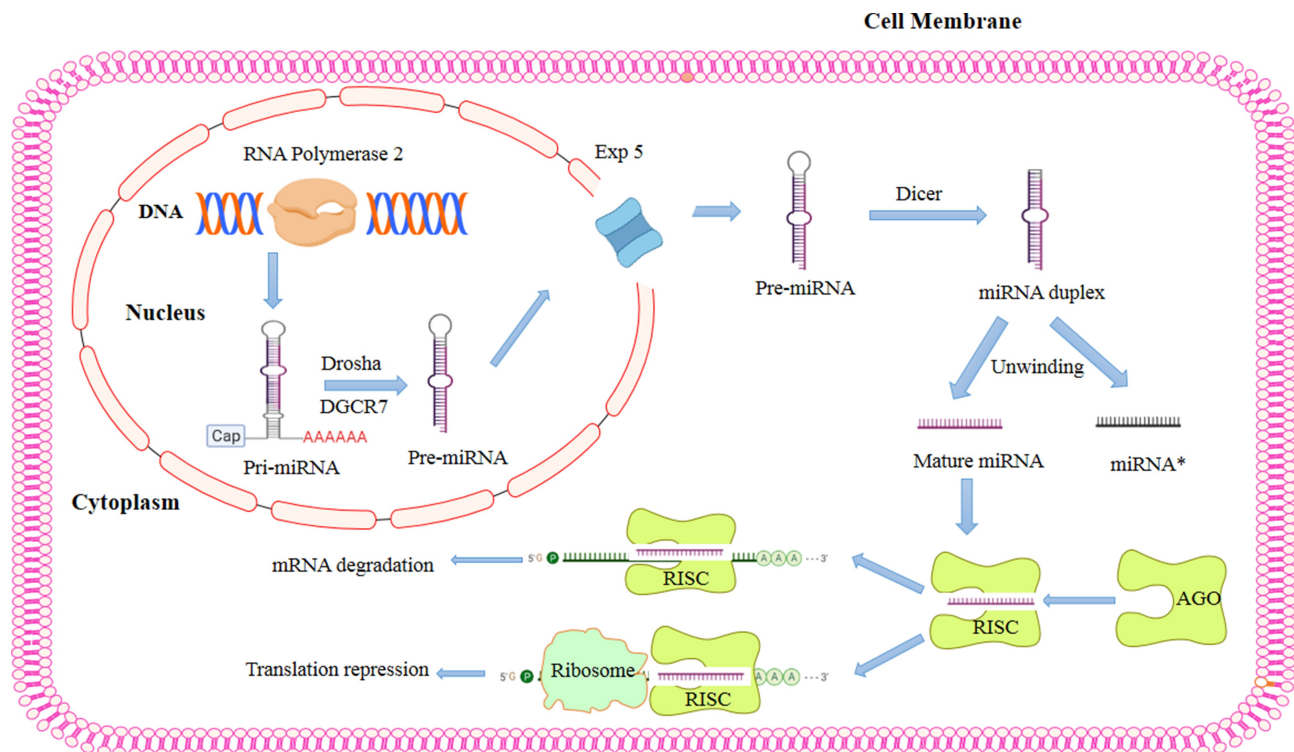 Cell Membrane
RNA Polymerase 2
Exp 5
DNA
Dicer
Pre-miRNA
miRNA duplex
Nucleus
Drosha
DGCR7
Unwinding
Cap
AAAAAA
Pri-miRNA
Pre-miRNA
Mature miRNA
miRNA*
Cytoplasm
mRNA degradation
5'G P
RISC
A A A ---3'
RISC
AGO
Translation repression
5'G P
Ribosome
RISC
A A A ---3'